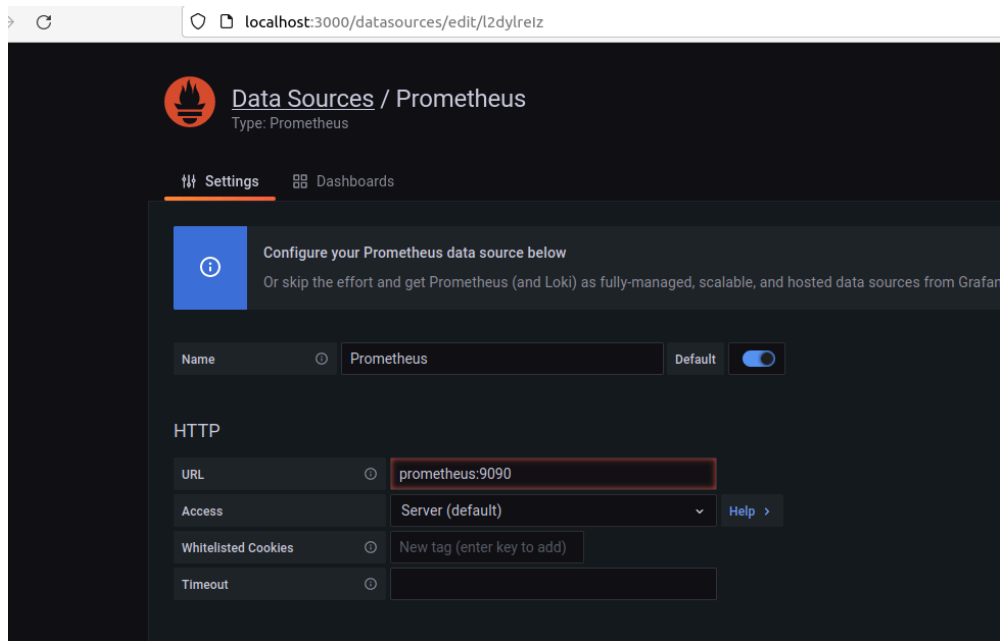 localhost:3000/datasources/edit/l2dylreIz
Data Sources / Prometheus
Type: Prometheus
Settings Dashboards
Configure your Prometheus data source below
Or skip the effort and get Prometheus (and Loki) as fully-managed, scalable, and hosted data sources from Grafan
Name Prometheus Default
HTTP
URL prometheus:9090
Access Server (default) Help >
Whitelisted Cookies New tag (enter key to add)
Timeout